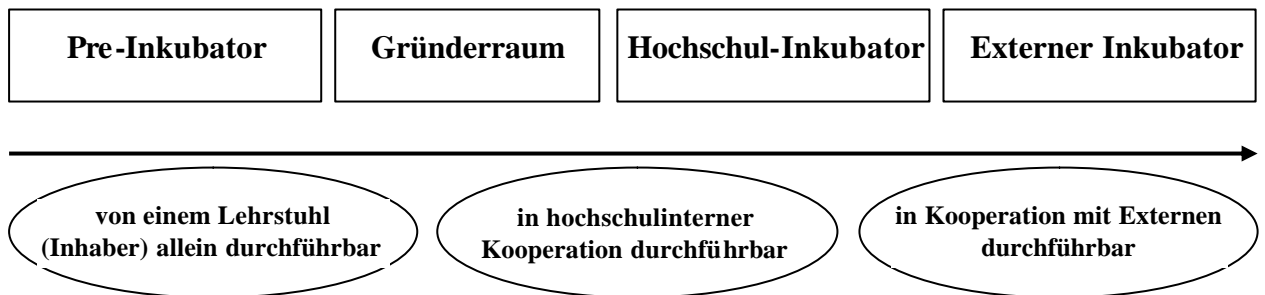 Pre-Inkubator
Gründerraum
Hochschul-Inkubator
Externer Inkubator
von einem Lehrstuhl
(Inhaber) allein durchführbar
in hochschulinterner
Kooperation durchführbar
in Kooperation mit Externen
durchführbar